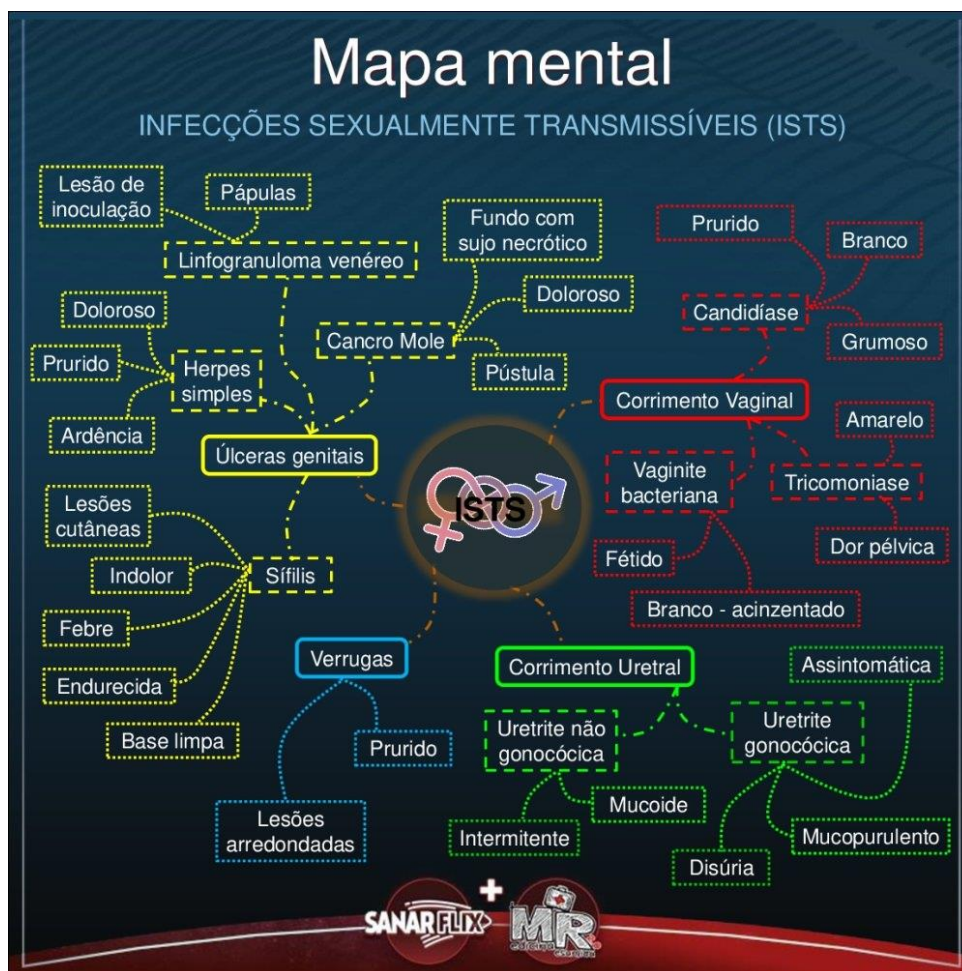 Mapa mental
INFECÇÕES SEXUALMENTE TRANSMISSÍVEIS (ISTS)
Lesão de
inoculação
Pápulas
Linfogranuloma venéreo
Fundo com
sujo necrótico
Doloroso
Cancro Mole
Pústula
Doloroso
Prurido
Ardência
Herpes
simples
Úlceras genitais
Lesões
cutâneas
Indolor
Febre
Endurecida
Base limpa
Sífilis
ISTS
Prurido
Branco
Candidíase
Grumoso
Corrimento Vaginal
Amarelo
Vaginite
bacteriana
Tricomoniase
Fétido
Dor pélvica
Branco - acinzentado
Verrugas
Prurido
Lesões
arredondadas
Corrimento Uretral
Assintomática
Uretrite não
gonocócica
Uretrite
gonocócica
Mucoide
Intermitente
Mucopurulento
Disúria
SANARFLIX
+
MR